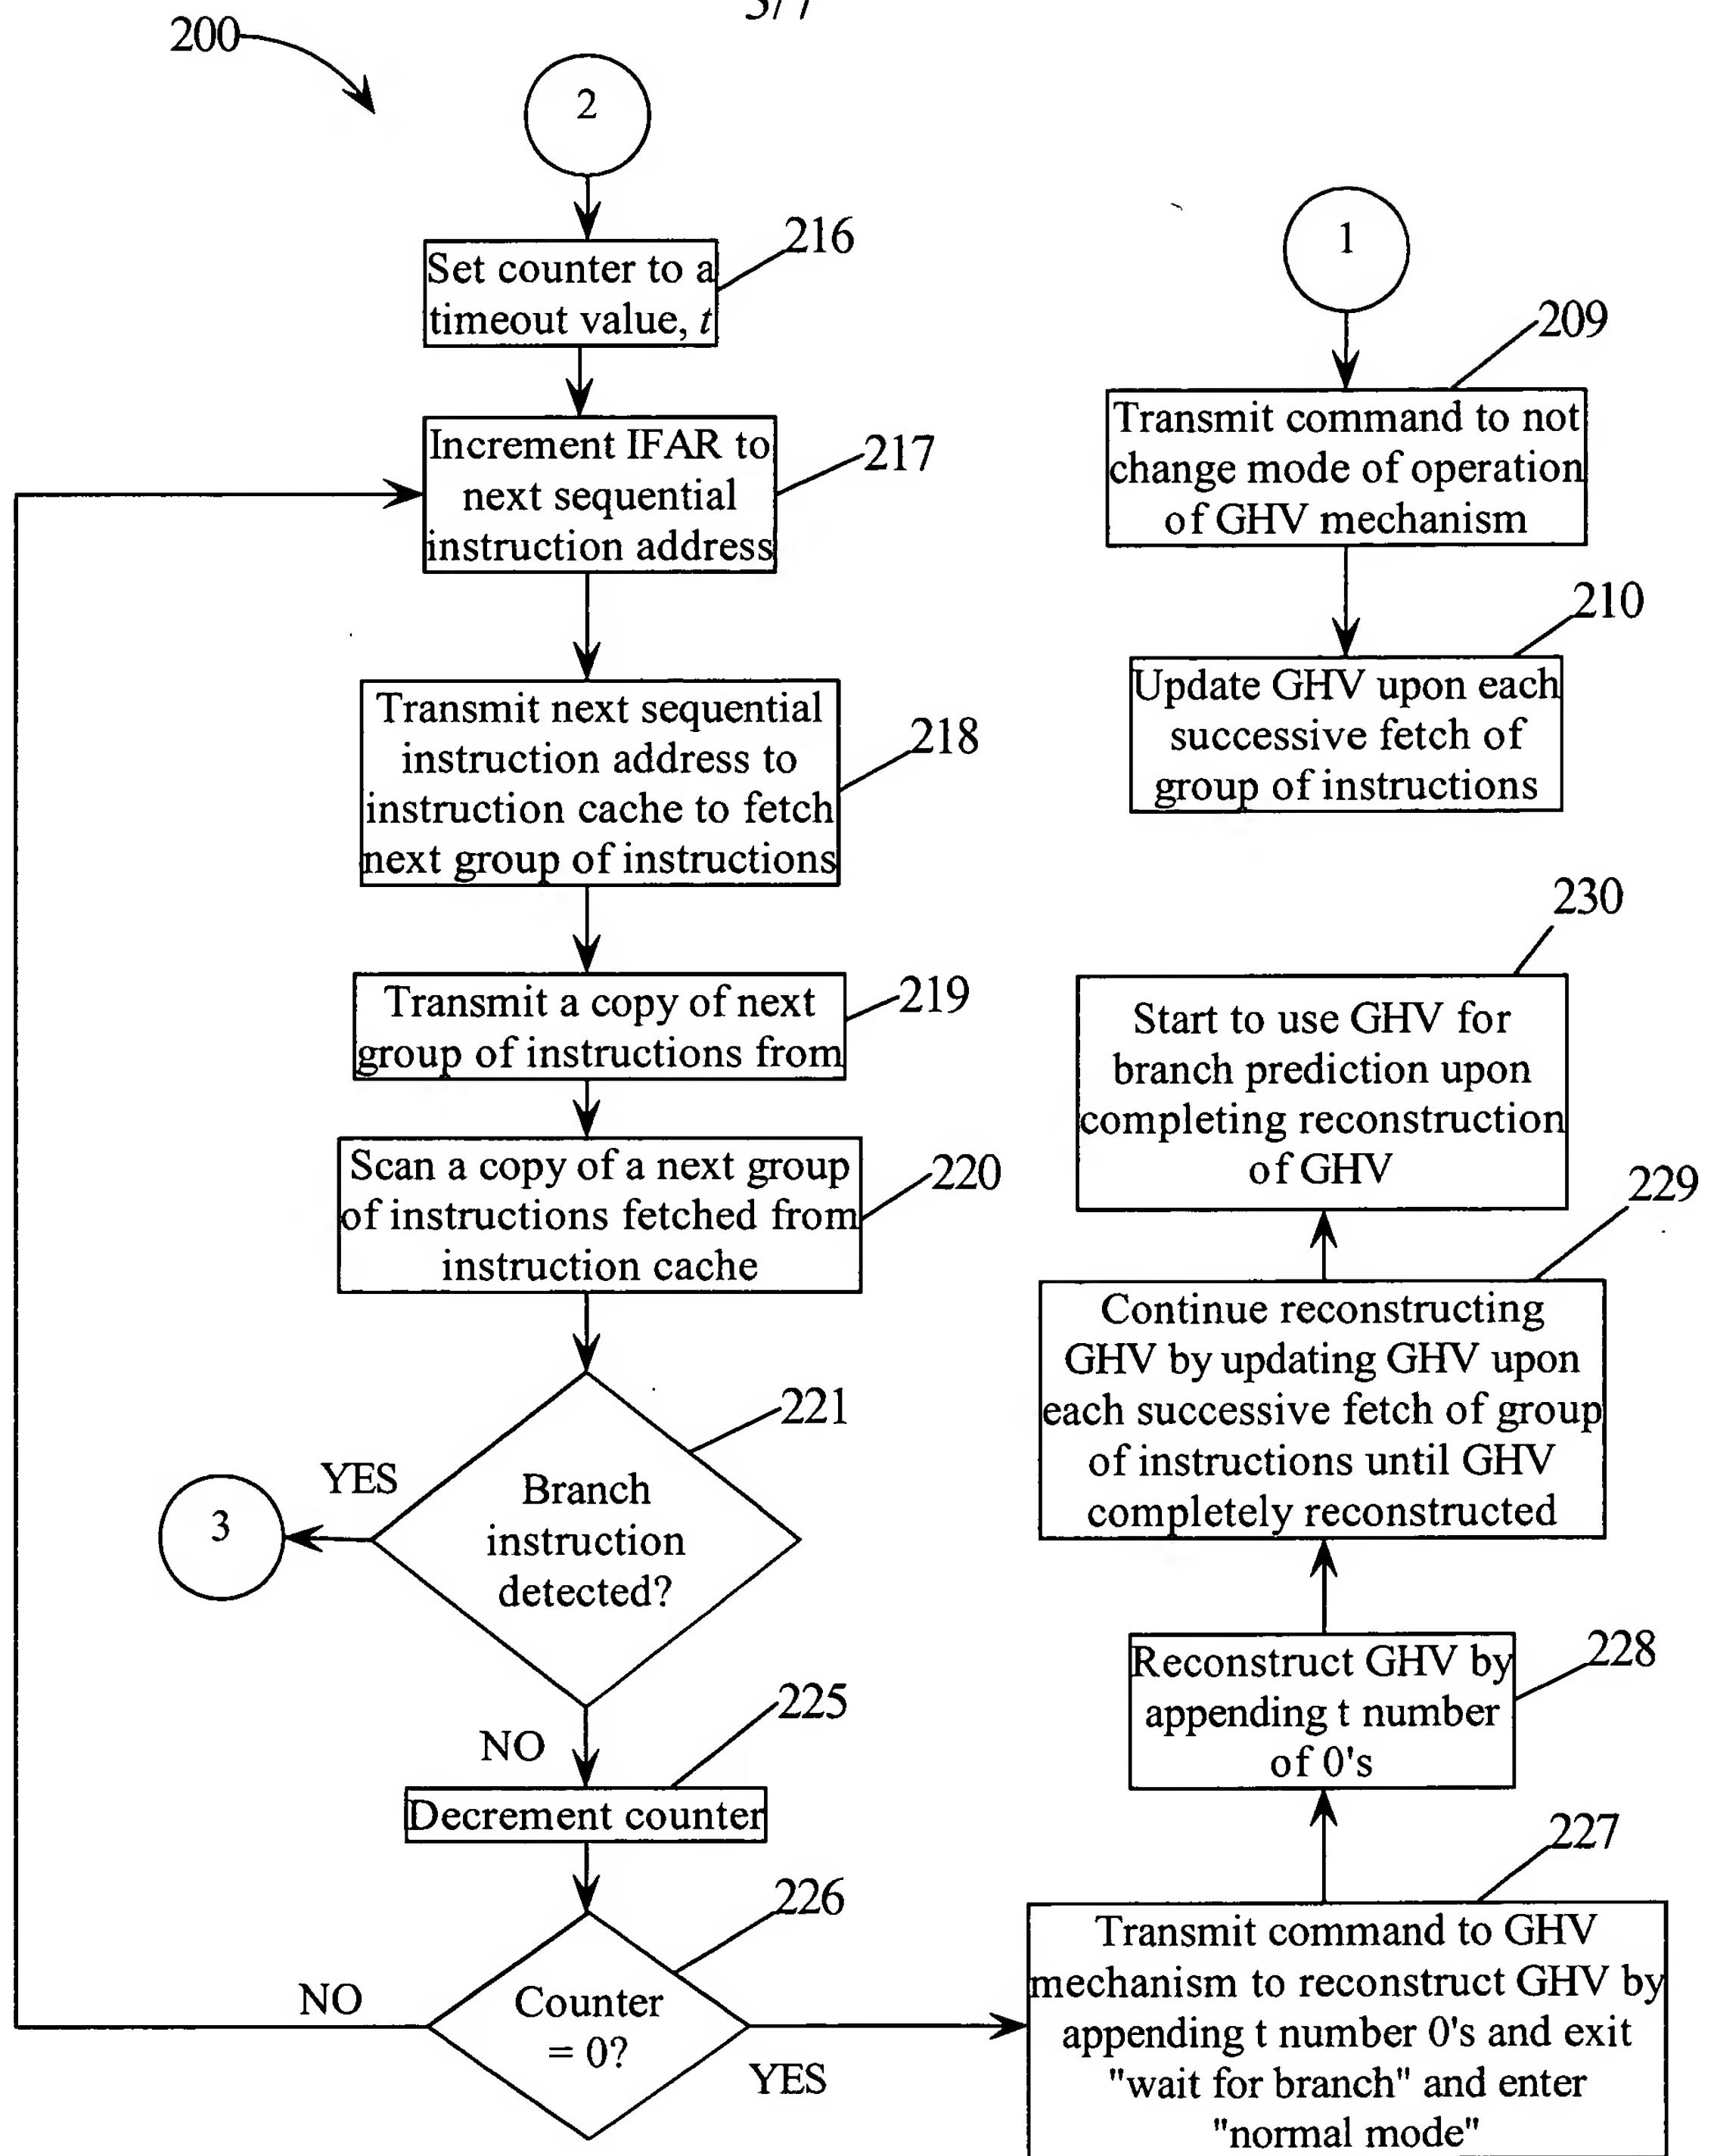 200
2
216
Set counter to a
timeout value, t
217
Increment IFAR to
next sequential
instruction address
218
Transmit next sequential
instruction address to
instruction cache to fetch
next group of instructions
219
Transmit a copy of next
group of instructions from
220
Scan a copy of a next group
of instructions fetched from
instruction cache
221
Branch
instruction
detected?
YES
3
NO
225
Decrement counter
226
Counter
= 0?
NO
YES
1
209
Transmit command to not
change mode of operation
of GHV mechanism
210
Update GHV upon each
successive fetch of
group of instructions
230
Start to use GHV for
branch prediction upon
completing reconstruction
of GHV
229
Continue reconstructing
GHV by updating GHV upon
each successive fetch of group
of instructions until GHV
completely reconstructed
228
Reconstruct GHV by
appending t number
of 0's
227
Transmit command to GHV
mechanism to reconstruct GHV by
appending t number 0's and exit
"wait for branch" and enter
"normal mode"